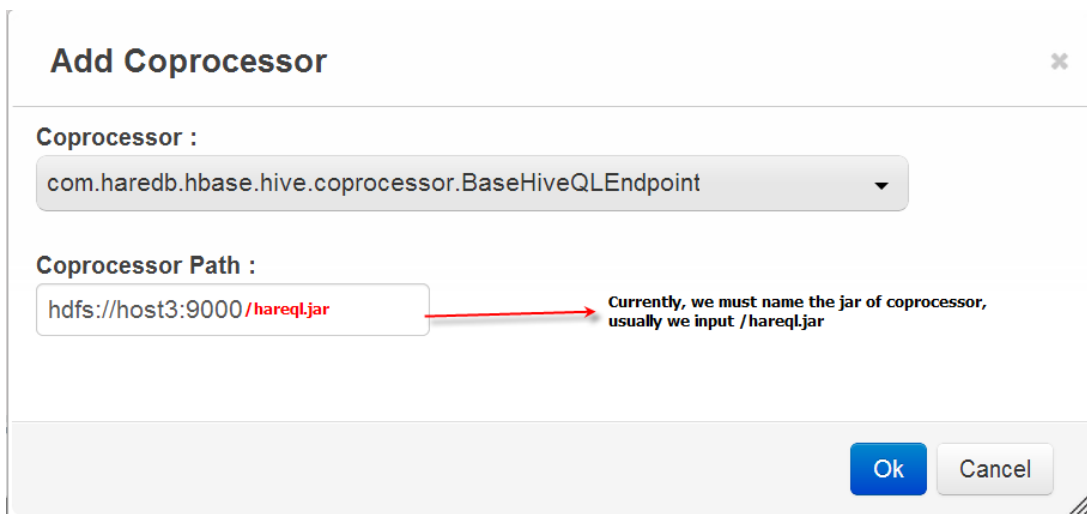 Add Coprocessor
Coprocessor :
com.haredb.hbase.hive.coprocessor.BaseHiveQLEndpoint
Coprocessor Path :
hdfs://host3:9000/hareql.jar
Currently, we must name the jar of coprocessor,
usually we input /hareql.jar
Ok
Cancel